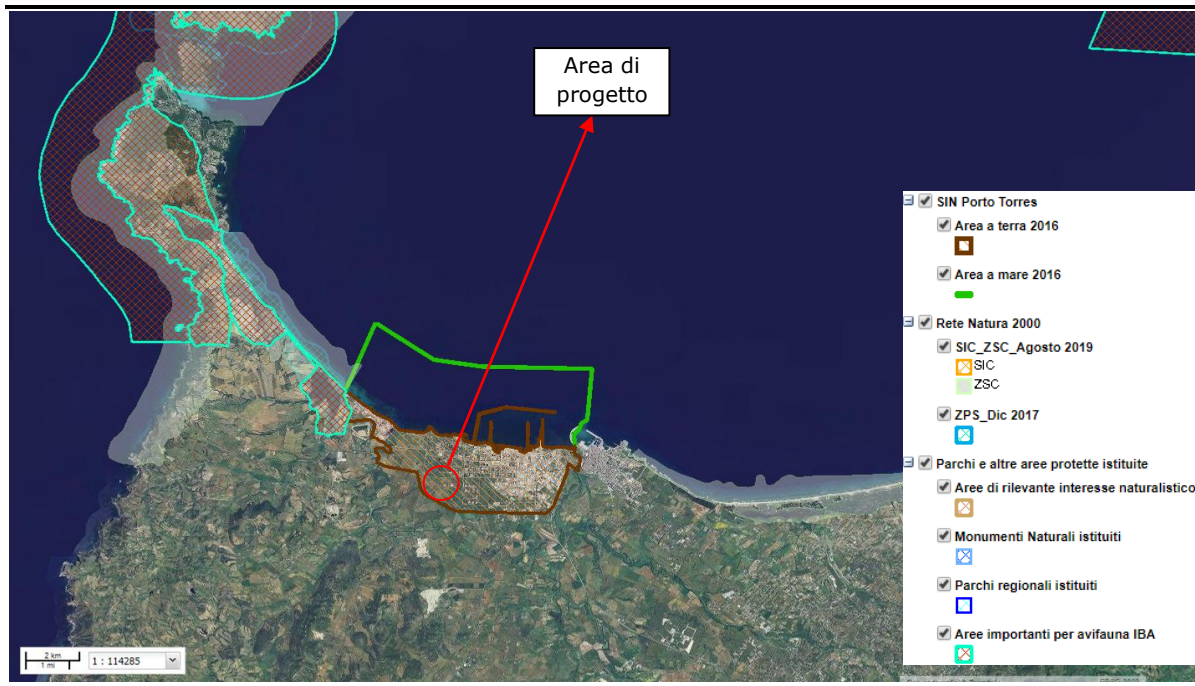 Area di
progetto
SIN Porto Torres
Area a terra 2016
Area a mare 2016
Rete Natura 2000
SIC_ZSC_Agosto 2019
SIC
ZSC
ZPS_Dic 2017
Parchi e altre aree protette istituite
Aree di rilevante interesse naturalistico
Monumenti Naturali istituiti
Parchi regionali istituiti
Aree importanti per avifauna IBA
2 km
1 mi
1 : 114285